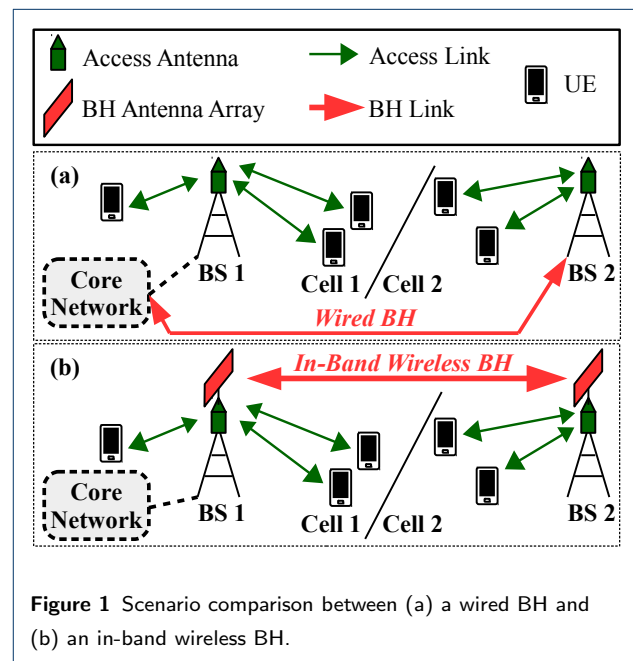 Access Antenna
Access Link
UE
BH Antenna Array
BH Link
(a)
BS 1
Cell 1
Cell 2
BS 2
Core
Network
Wired BH
(b)
In-Band Wireless BH
Core
Network
BS 1
Cell 1
Cell 2
BS 2
Figure 1 Scenario comparison between (a) a wired BH and
(b) an in-band wireless BH.